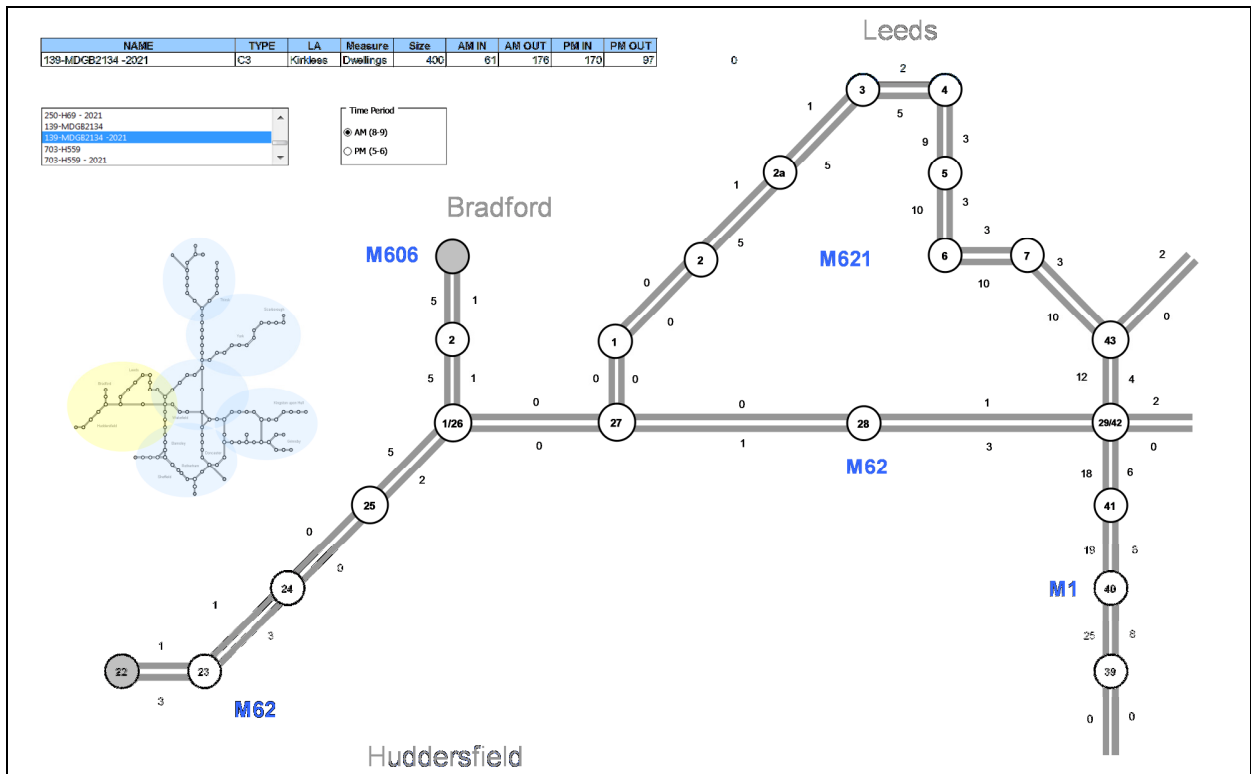 Leeds
NAME TYPE LA Measure Size AM IN AM OUT PM IN PM OUT
139-MDGB2134 -2021 C3 Kirklees Dwellings 400 61 176 170 97
0
2
3 4
5
1
9 3
250-H69 - 2021
139-MDGB2134
139-MDGB2134 -2021
703-H559
703-H559 - 2021
Time Period
AM (8-9)
PM (5-6)
5
2a 5
1
10 3
Bradford
M606
5
2
M621
3
6 7
10
3
10
2
0
5 1
2
0
0
1
43
5 1
0 0
12 4
1/26
0
0
27
0
1
28
1
3
29/42
2
0
M62
5
2
18 6
25
41
0
24
19
M1
40
1
3
25 8
1
22 23
3
39
M62
0 0
Huddersfield